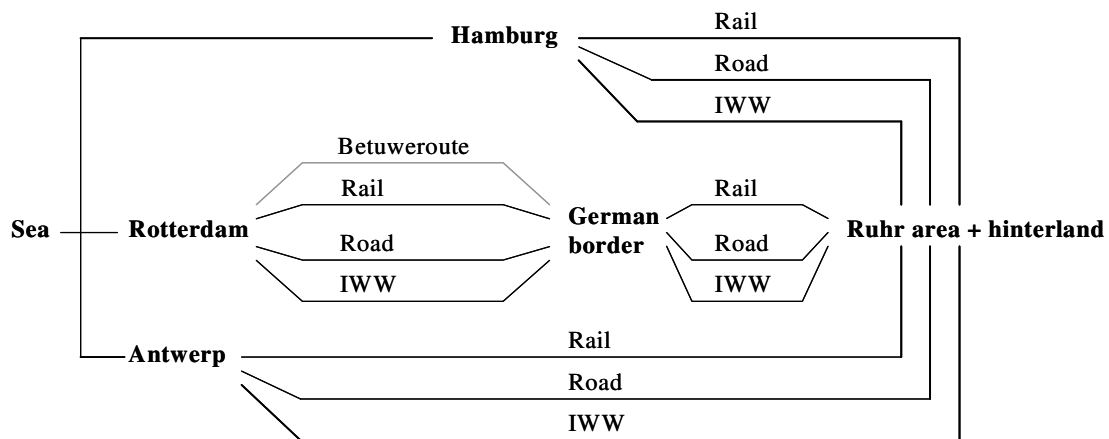 Rail
Hamburg
Road
IWW
Betuweroute
Rail
Rail
German
border
Sea
Rotterdam
Ruhr area + hinterland
Road
Road
IWW
IWW
Rail
Antwerp
Road
IWW